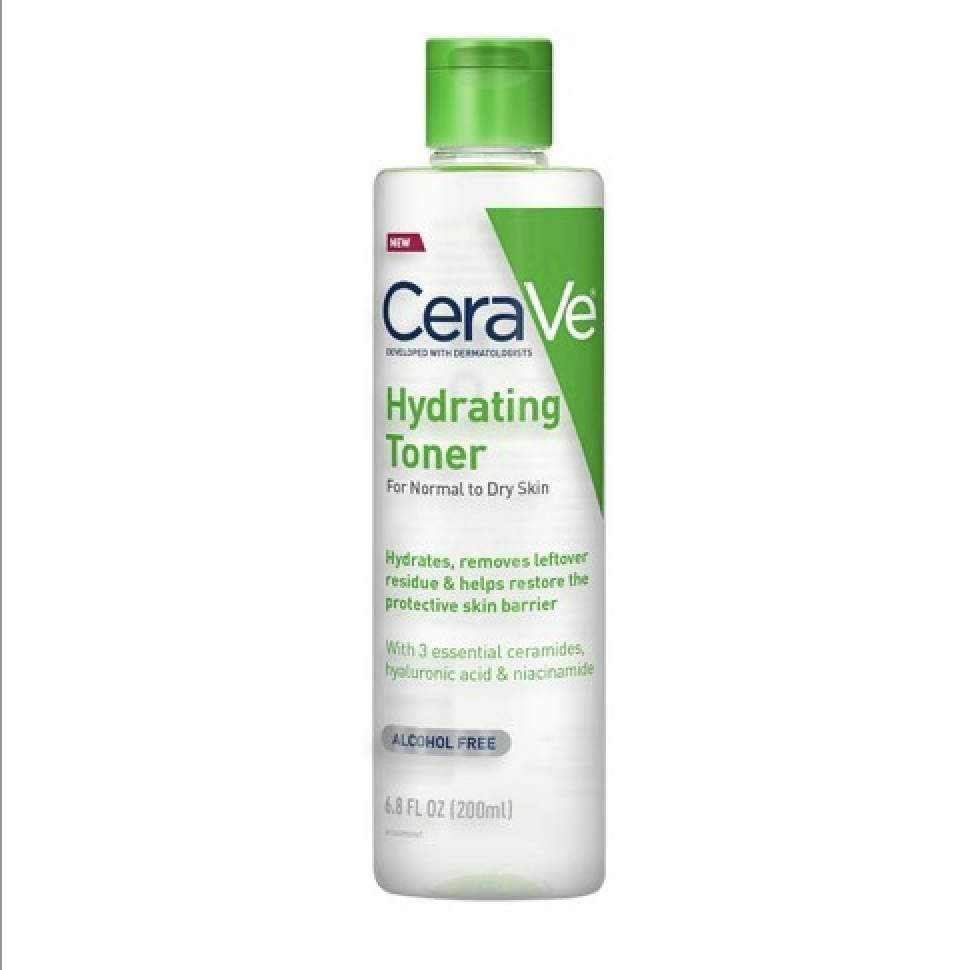 NEW
CeraVe®
DEVELOPED WITH DERMATOLOGISTS
Hydrating
Toner
For Normal to Dry Skin
Hydrates, removes leftover
residue & helps restore the
protective skin barrier
With 3 essential ceramides,
hyaluronic acid & niacinamide
ALCOHOL FREE
6.8 FL OZ (200ml)